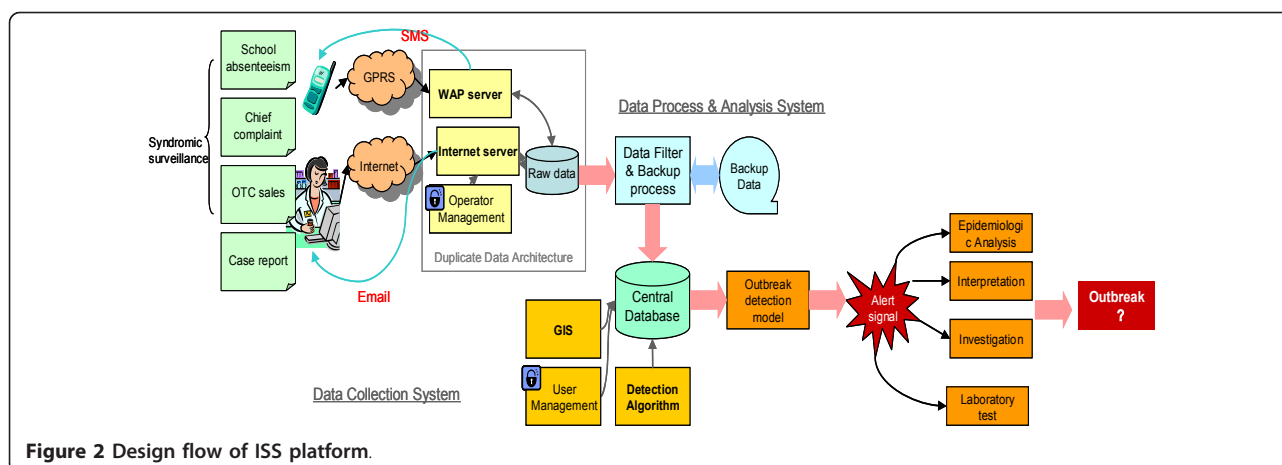 SMS
School
absenteeism
Chief
complaint
Syndromic
surveillance
OTC sales
Case report
GPRS
Internet
Email
WAP server
Internet server
Operator
Management
Raw data
Duplicate Data Architecture
Data Process & Analysis System
Data Filter
& Backup
process
Backup
Data
Central
Database
GIS
User
Management
Detection
Algorithm
Data Collection System
Outbreak
detection
model
Alert
signal
Epidemiologi
c Analysis
Interpretation
Investigation
Laboratory
test
Outbreak
?
Figure 2 Design flow of ISS platform.